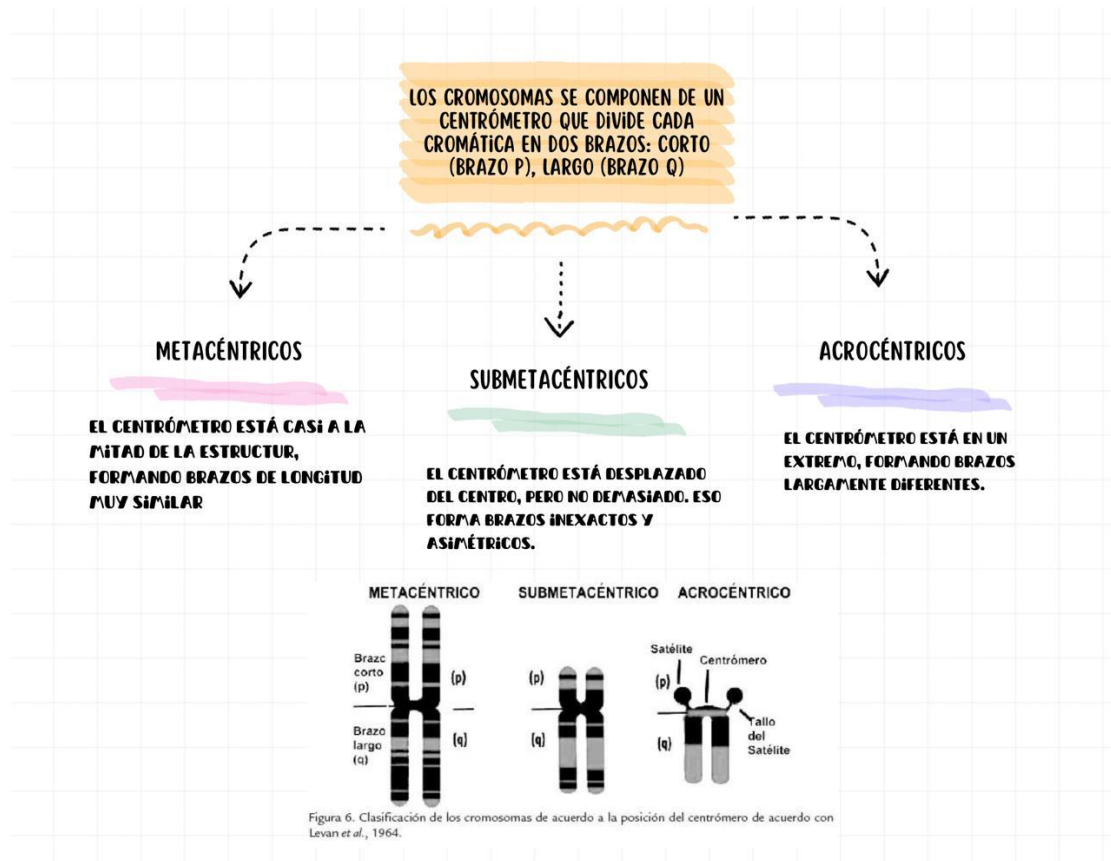 LOS CROMOSOMAS SE COMPONEN DE UN
CENTRÓMETRO QUE DIVIDE CADA
CROMÁTICA EN DOS BRAZOS: CORTO
(BRAZO P), LARGO (BRAZO Q)
METACÉNTRICOS
EL CENTRÓMETRO ESTÁ CASI A LA
MITAD DE LA ESTRUCTUR,
FORMANDO BRAZOS DE LONGITUD
MUY SIMILAR
SUBMETACÉNTRICOS
EL CENTRÓMETRO ESTÁ DESPLAZADO
DEL CENTRO, PERO NO DEMASIADO. ESO
FORMA BRAZOS INEXACTOS Y
ASIMÉTRICOS.
ACROCÉNTRICOS
EL CENTRÓMETRO ESTÁ EN UN
EXTREMO, FORMANDO BRAZOS
LARGAMENTE DIFERENTES.
METACÉNTRICO
Brazo
corto
(p)
(p)
Brazo
largo
(q)
(q)
SUBMETACÉNTRICO
(p)
(q)
ACROCÉNTRICO
Satélite
Centrómero
(p)
(q)
Tallo
del
Satélite
Figura 6. Clasificación de los cromosomas de acuerdo a la posición del centrómero de acuerdo con
Levan et al., 1964.